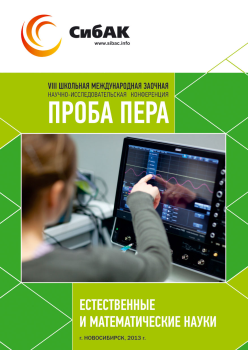 СибАК
www.sibac.info
VIII ШКОЛЬНАЯ МЕЖДУНАРОДНАЯ ЗАОЧНАЯ
НАУЧНО-ИССЛЕДОВАТЕЛЬСКАЯ КОНФЕРЕНЦИЯ
ПРОБА ПЕРА
ЕСТЕСТВЕННЫЕ
И МАТЕМАТИЧЕСКИЕ НАУКИ
г. НОВОСИБИРСК, 2013 г.